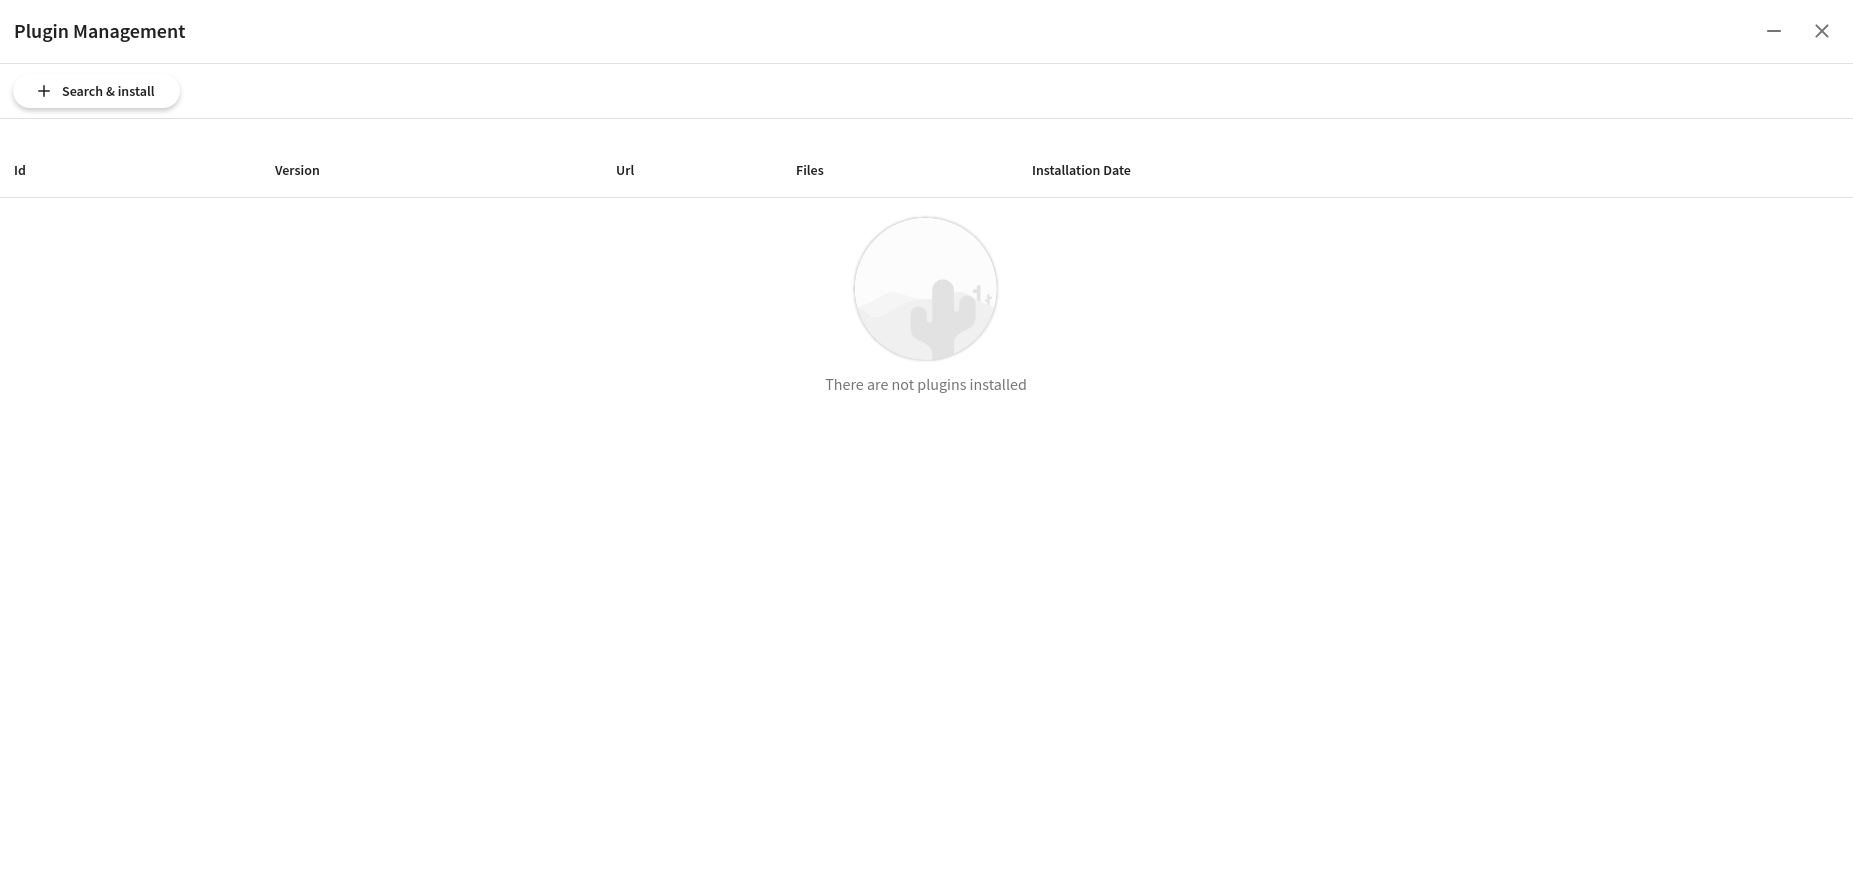 Plugin Management
Search & install
Id Version Url Files Installation Date
There are not plugins installed